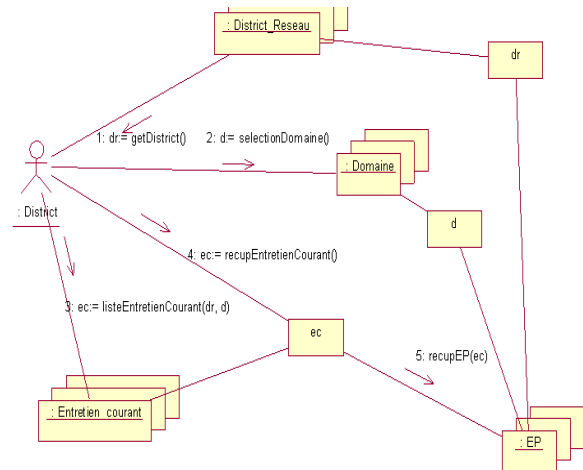 : District_Reseau
dr
1: dr:= getDistrict()
2: d:= selectionDomaine()
: Domaine
: District
d
4: ec:= recupEntretienCourant()
3: ec:= listeEntretienCourant(dr, d)
ec
5: recupEP(ec)
: Entretien_courant
: EP